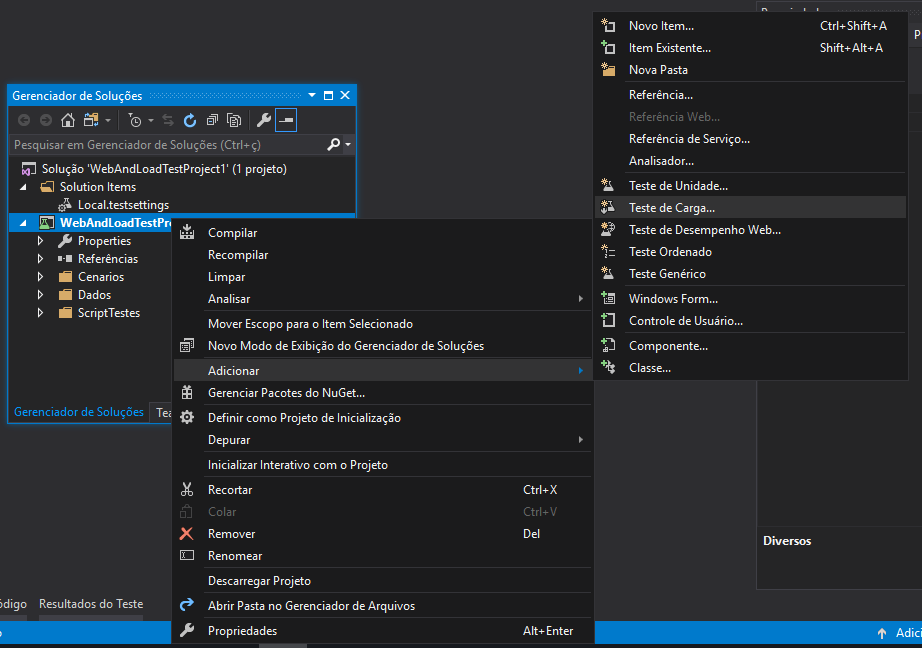 Gerenciador de Soluções
Pesquisar em Gerenciador de Soluções (Ctrl+ç)
Solução 'WebAndLoadTestProject1' (1 projeto)
Solution Items
Local.testsettings
WebAndLoadTestPr
Properties
Referências
Cenarios
Dados
ScriptTestes
Gerenciador de Soluções
Tea
Compilar
Recompilar
Limpar
Analisar
Mover Escopo para o Item Selecionado
Novo Modo de Exibição do Gerenciador de Soluções
Adicionar
Gerenciar Pacotes do NuGet...
Definir como Projeto de Inicialização
Depurar
Inicializar Interativo com o Projeto
Recortar Ctrl+X
Colar Ctrl+V
Remover Del
Renomear
Descarregar Projeto
Abrir Pasta no Gerenciador de Arquivos
Propriedades Alt+Enter
Novo Item... Ctrl+Shift+A
Item Existente... Shift+Alt+A
Nova Pasta
Referência...
Referência Web...
Referência de Serviço...
Analisador...
Teste de Unidade...
Teste de Carga...
Teste de Desempenho Web...
Teste Ordenado
Teste Genérico
Windows Form...
Controle de Usuário...
Componente...
Classe...
P
Diversos
ódigo
Resultados do Teste
Adici